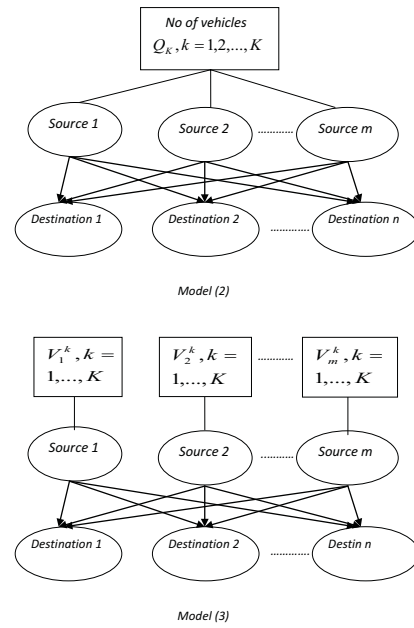 No of vehicles
Q_K, k = 1,2,..., K
Source 1
Source 2
............
Source m
Destination 1
Destination 2
............
Destination n
Model (2)
V_1^k, k =
1,..., K
V_2^k, k =
1,..., K
............
V_m^k, k =
1,..., K
Source 1
Source 2
............
Source m
Destination 1
Destination 2
............
Destin n
Model (3)